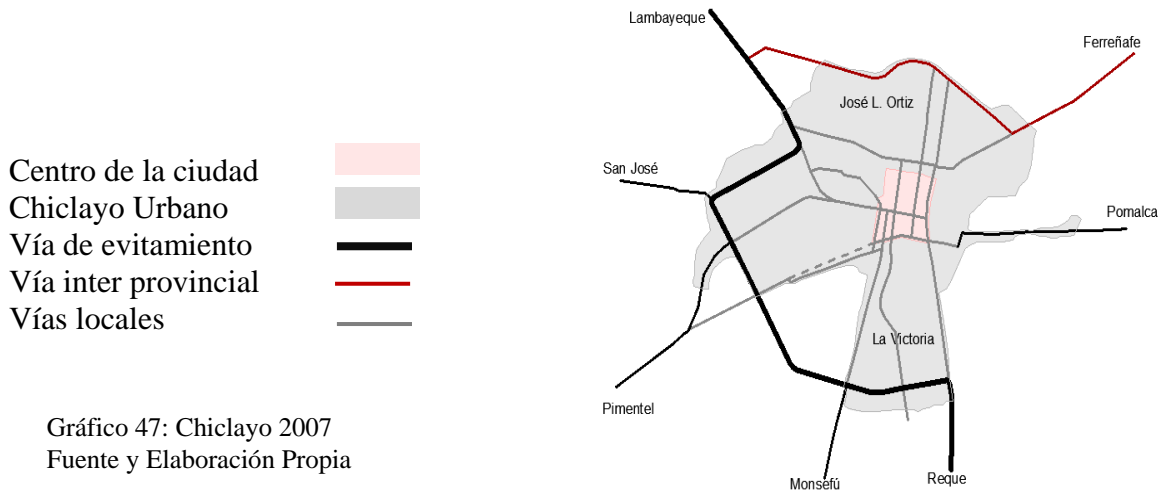 Centro de la ciudad
Chiclayo Urbano
Vía de evitamiento
Vía inter provincial
Vías locales
Gráfico 47: Chiclayo 2007
Fuente y Elaboración Propia
Lambayeque
Ferreñafe
José L. Ortiz
San José
Pomalca
La Victoria
Pimentel
Monsefú
Reque